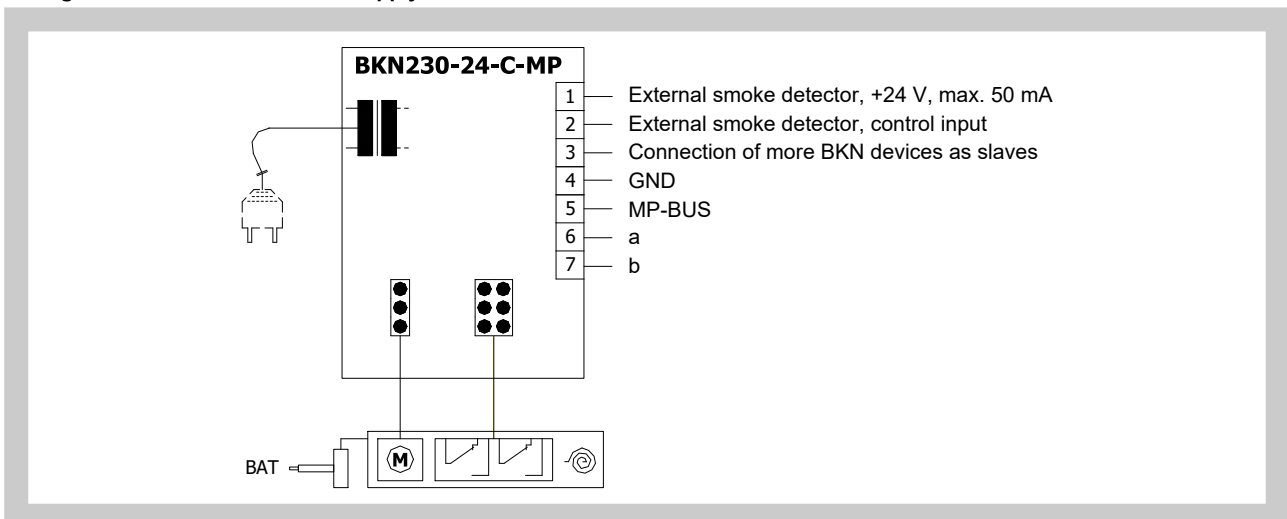 BKN230-24-C-MP
1 External smoke detector, +24 V, max. 50 mA
2 External smoke detector, control input
3 Connection of more BKN devices as slaves
4 GND
5 MP-BUS
6 a
7 b
BAT
M